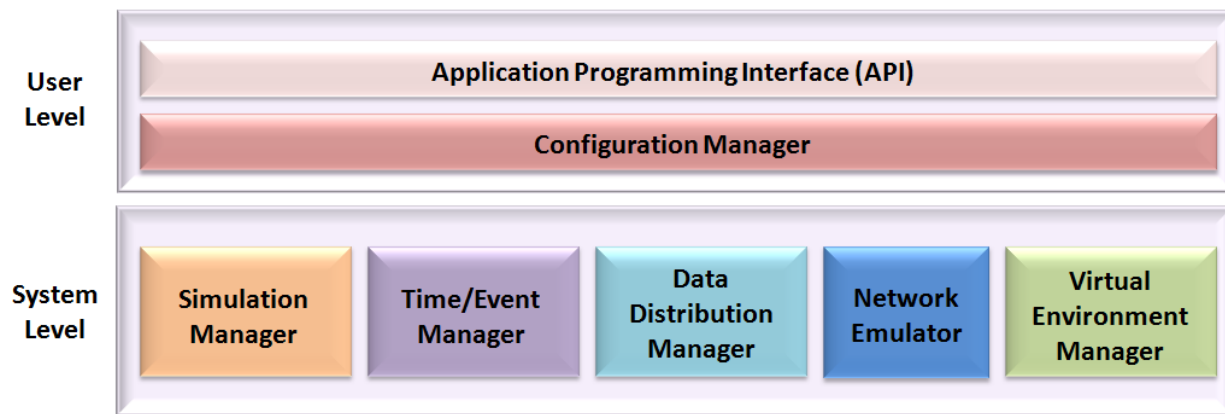 User
Level
Application Programming Interface (API)
Configuration Manager
System
Level
Simulation
Manager
Time/Event
Manager
Data
Distribution
Manager
Network
Emulator
Virtual
Environment
Manager